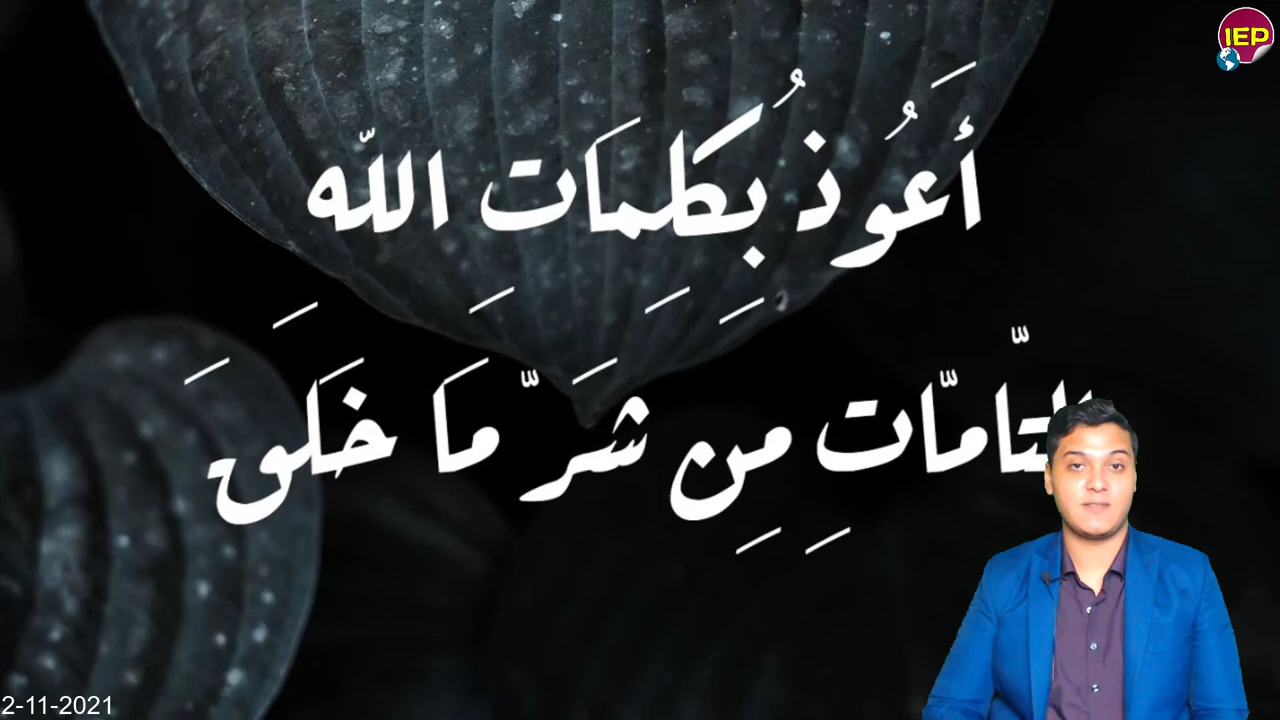 IEP
أَعُوذُ بِكَلِمَاتِ اللّه
التّامّاتِ مِن شَرّ مَا خَلَقَ
2-11-2021